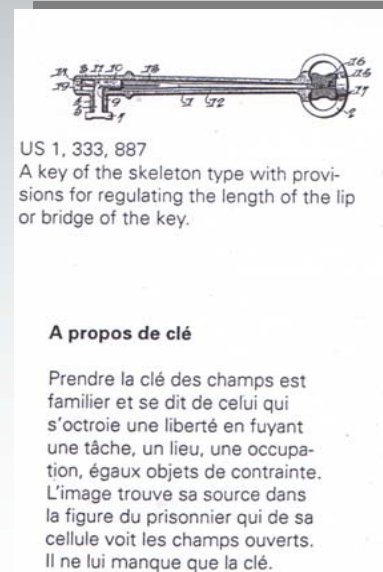 US 1, 333, 887
A key of the skeleton type with provi-
sions for regulating the length of the lip
or bridge of the key.
A propos de clé
Prendre la clé des champs est
familier et se dit de celui qui
s'octroie une liberté en fuyant
une tâche, un lieu, une occupa-
tion, égaux objets de contrainte.
L'image trouve sa source dans
la figure du prisonnier qui de sa
cellule voit les champs ouverts.
Il ne lui manque que la clé.